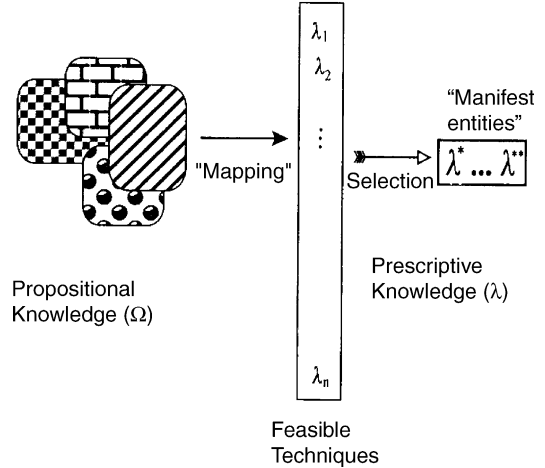 λ1
λ2
⋮
λn
"Mapping"
Selection
“Manifest
entities”
λ* ... λ**
Propositional
Knowledge (Ω)
Prescriptive
Knowledge (λ)
Feasible
Techniques